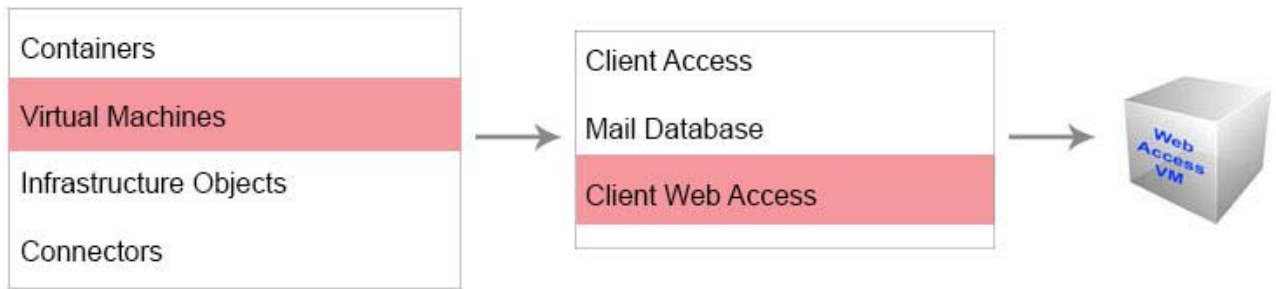 Containers
Virtual Machines
Infrastructure Objects
Connectors
Client Access
Mail Database
Client Web Access
Web
Access
VM